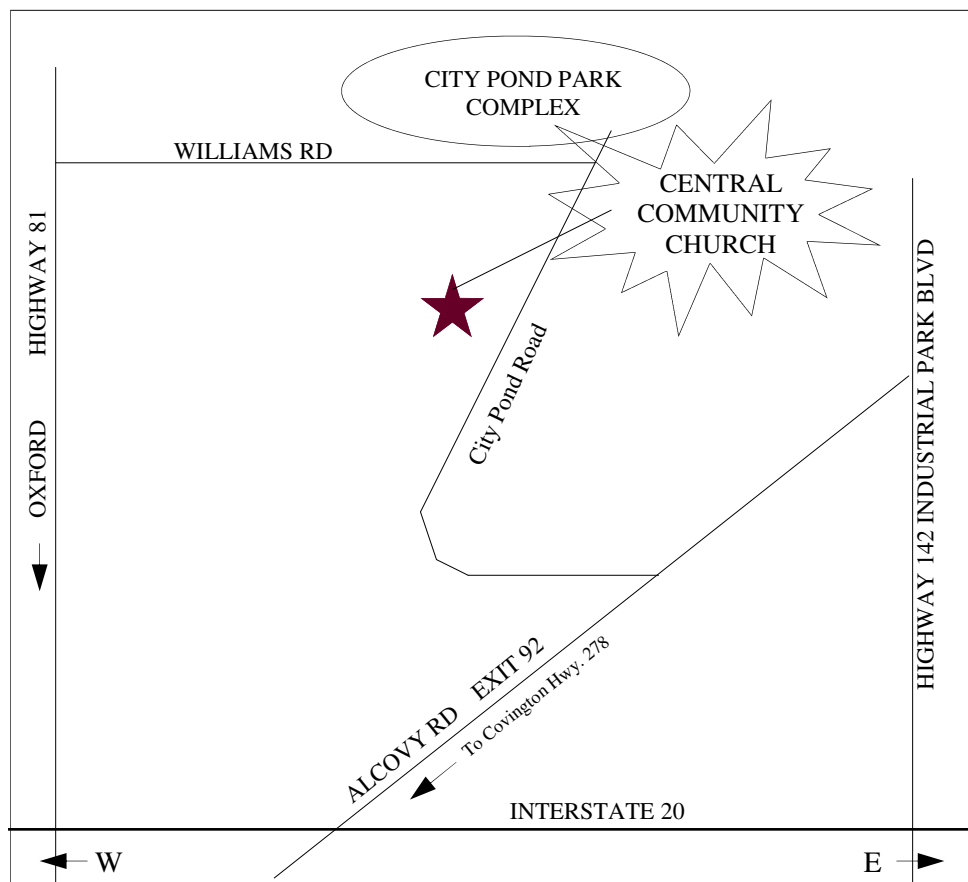 CITY POND PARK
COMPLEX
WILLIAMS RD
CENTRAL
COMMUNITY
CHURCH
HIGHWAY 81
OXFORD
City Pond Road
HIGHWAY 142 INDUSTRIAL PARK BLVD
ALCOVY RD EXIT 92
To Covington Hwy. 278
INTERSTATE 20
W
E